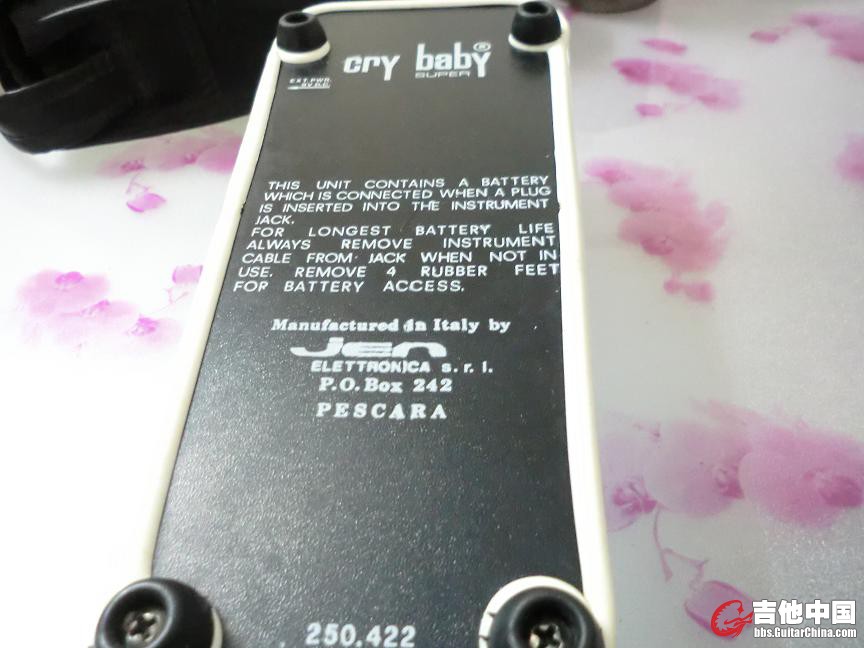 cry baby®
SUPER
EXT. PWR.
9V D.C.
THIS UNIT CONTAINS A BATTERY
WHICH IS CONNECTED WHEN A PLUG
IS INSERTED INTO THE INSTRUMENT
JACK.
FOR LONGEST BATTERY LIFE
ALWAYS REMOVE INSTRUMENT
CABLE FROM JACK WHEN NOT IN
USE. REMOVE 4 RUBBER FEET
FOR BATTERY ACCESS.
Manufactured in Italy by
Jen
ELETTRONICA s. r. l.
P.O. Box 242
PESCARA
250.422
吉他中国
bbs.GuitarChina.com